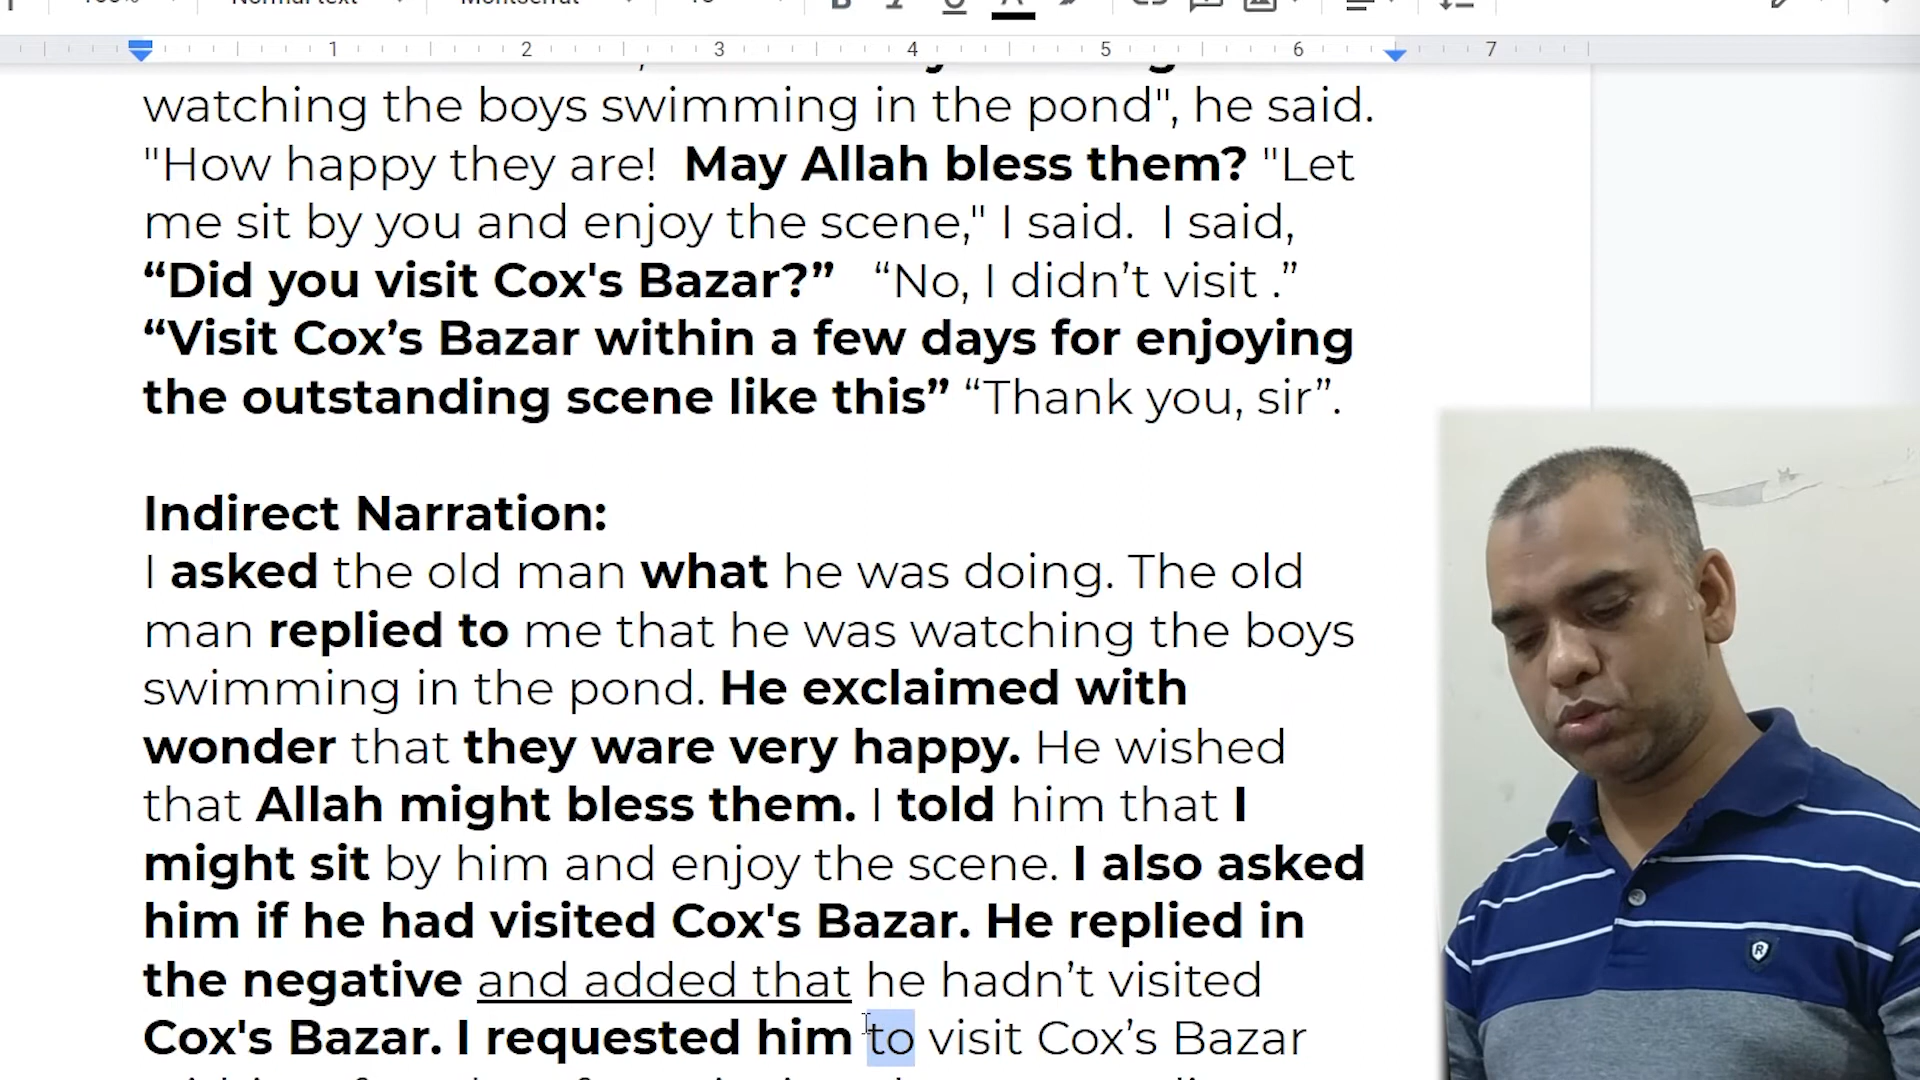 1 2 3 4 5 6 7
watching the boys swimming in the pond", he said.
"How happy they are!  May Allah bless them? "Let
me sit by you and enjoy the scene," I said.  I said,
“Did you visit Cox's Bazar?”   “No, I didn’t visit .”
“Visit Cox’s Bazar within a few days for enjoying
the outstanding scene like this” “Thank you, sir”.
Indirect Narration:
I asked the old man what he was doing. The old
man replied to me that he was watching the boys
swimming in the pond. He exclaimed with
wonder that they ware very happy. He wished
that Allah might bless them. I told him that I
might sit by him and enjoy the scene. I also asked
him if he had visited Cox's Bazar. He replied in
the negative and added that he hadn’t visited
Cox's Bazar. I requested him to visit Cox’s Bazar
R